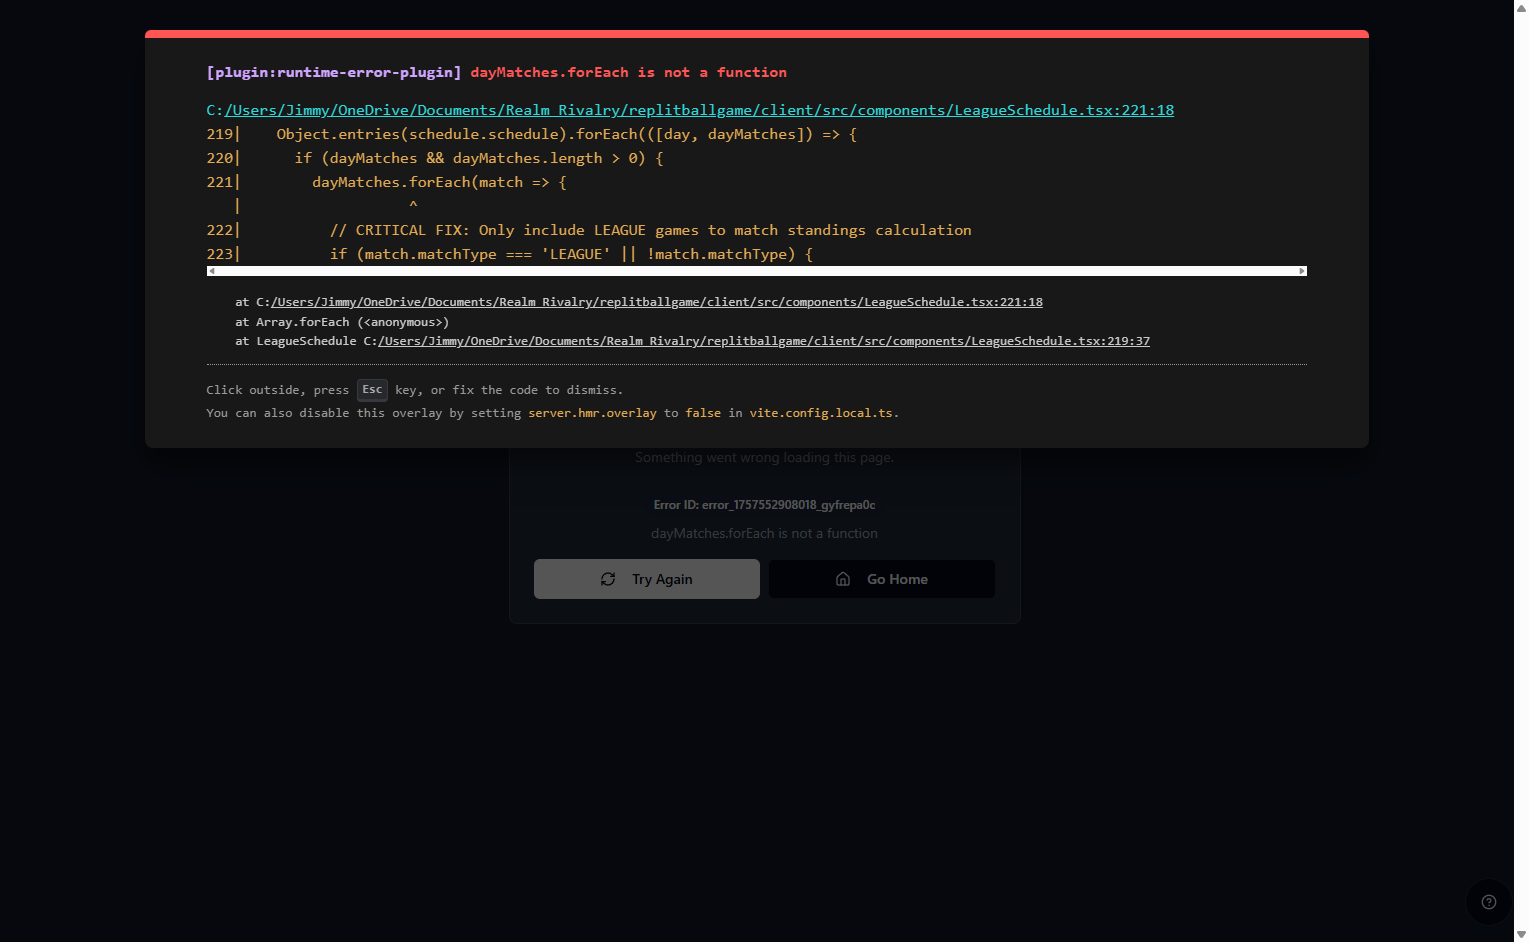 [plugin:runtime-error-plugin] dayMatches.forEach is not a function
C:/Users/Jimmy/OneDrive/Documents/Realm Rivalry/replitballgame/client/src/components/LeagueSchedule.tsx:221:18
219|    Object.entries(schedule.schedule).forEach(([day, dayMatches]) => {
220|      if (dayMatches && dayMatches.length > 0) {
221|        dayMatches.forEach(match => {
   |                   ^
222|          // CRITICAL FIX: Only include LEAGUE games to match standings calculation
223|          if (match.matchType === 'LEAGUE' || !match.matchType) {
at C:/Users/Jimmy/OneDrive/Documents/Realm Rivalry/replitballgame/client/src/components/LeagueSchedule.tsx:221:18
at Array.forEach (<anonymous>)
at LeagueSchedule C:/Users/Jimmy/OneDrive/Documents/Realm Rivalry/replitballgame/client/src/components/LeagueSchedule.tsx:219:37
Click outside, press Esc key, or fix the code to dismiss.
You can also disable this overlay by setting server.hmr.overlay to false in vite.config.local.ts.
Something went wrong loading this page.
Error ID: error_1757552908018_gyfrepa0c
dayMatches.forEach is not a function
Try Again
Go Home